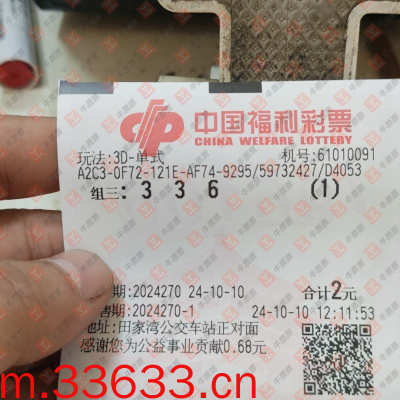 中国福利彩票
CHINA WELFARE LOTTERY
玩法:3D-单式 机号:61010091
A2C3-0F72-121E-AF74-9295/59732427/D4053
组三: 3 3 6 (1)
期:2024270 24-10-10 合计2元
售期:2024270-1 24-10-10 12:11:53
地址:田家湾公交车站正对面
感谢您为公益事业贡献0.68元
m.33633.cn